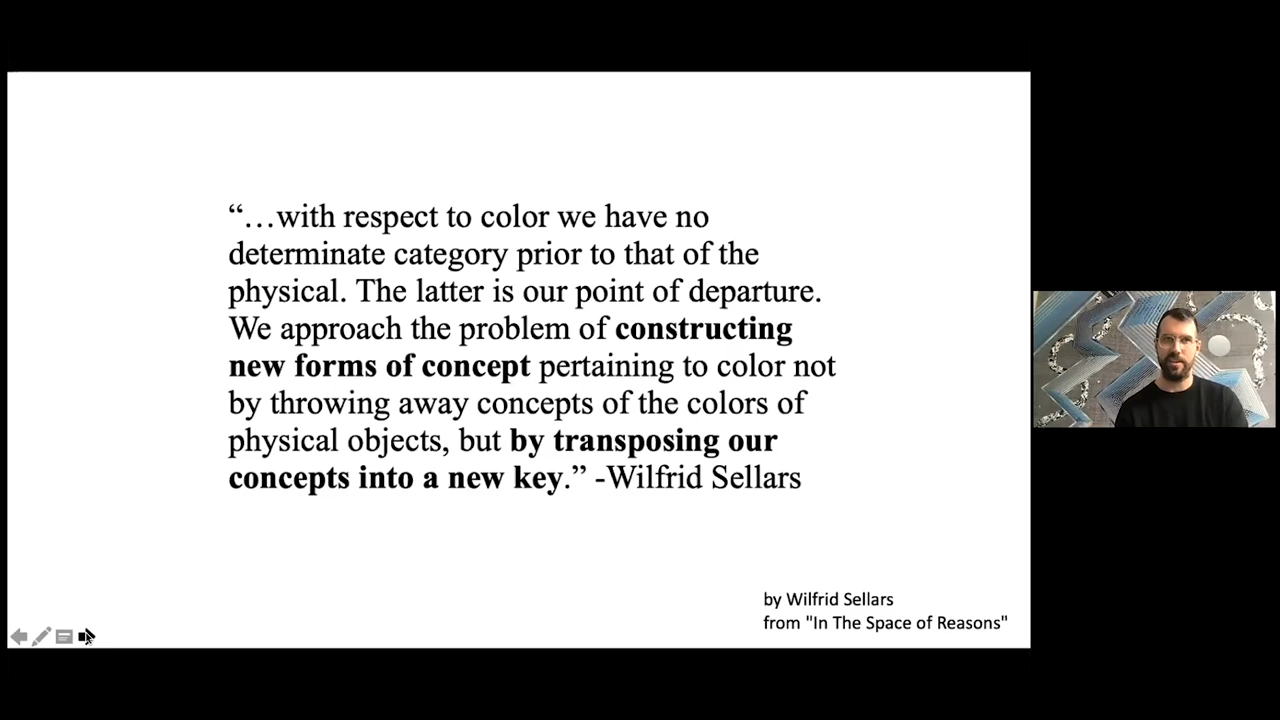 “…with respect to color we have no
determinate category prior to that of the
physical. The latter is our point of departure.
We approach the problem of constructing
new forms of concept pertaining to color not
by throwing away concepts of the colors of
physical objects, but by transposing our
concepts into a new key.” -Wilfrid Sellars
by Wilfrid Sellars
from "In The Space of Reasons"